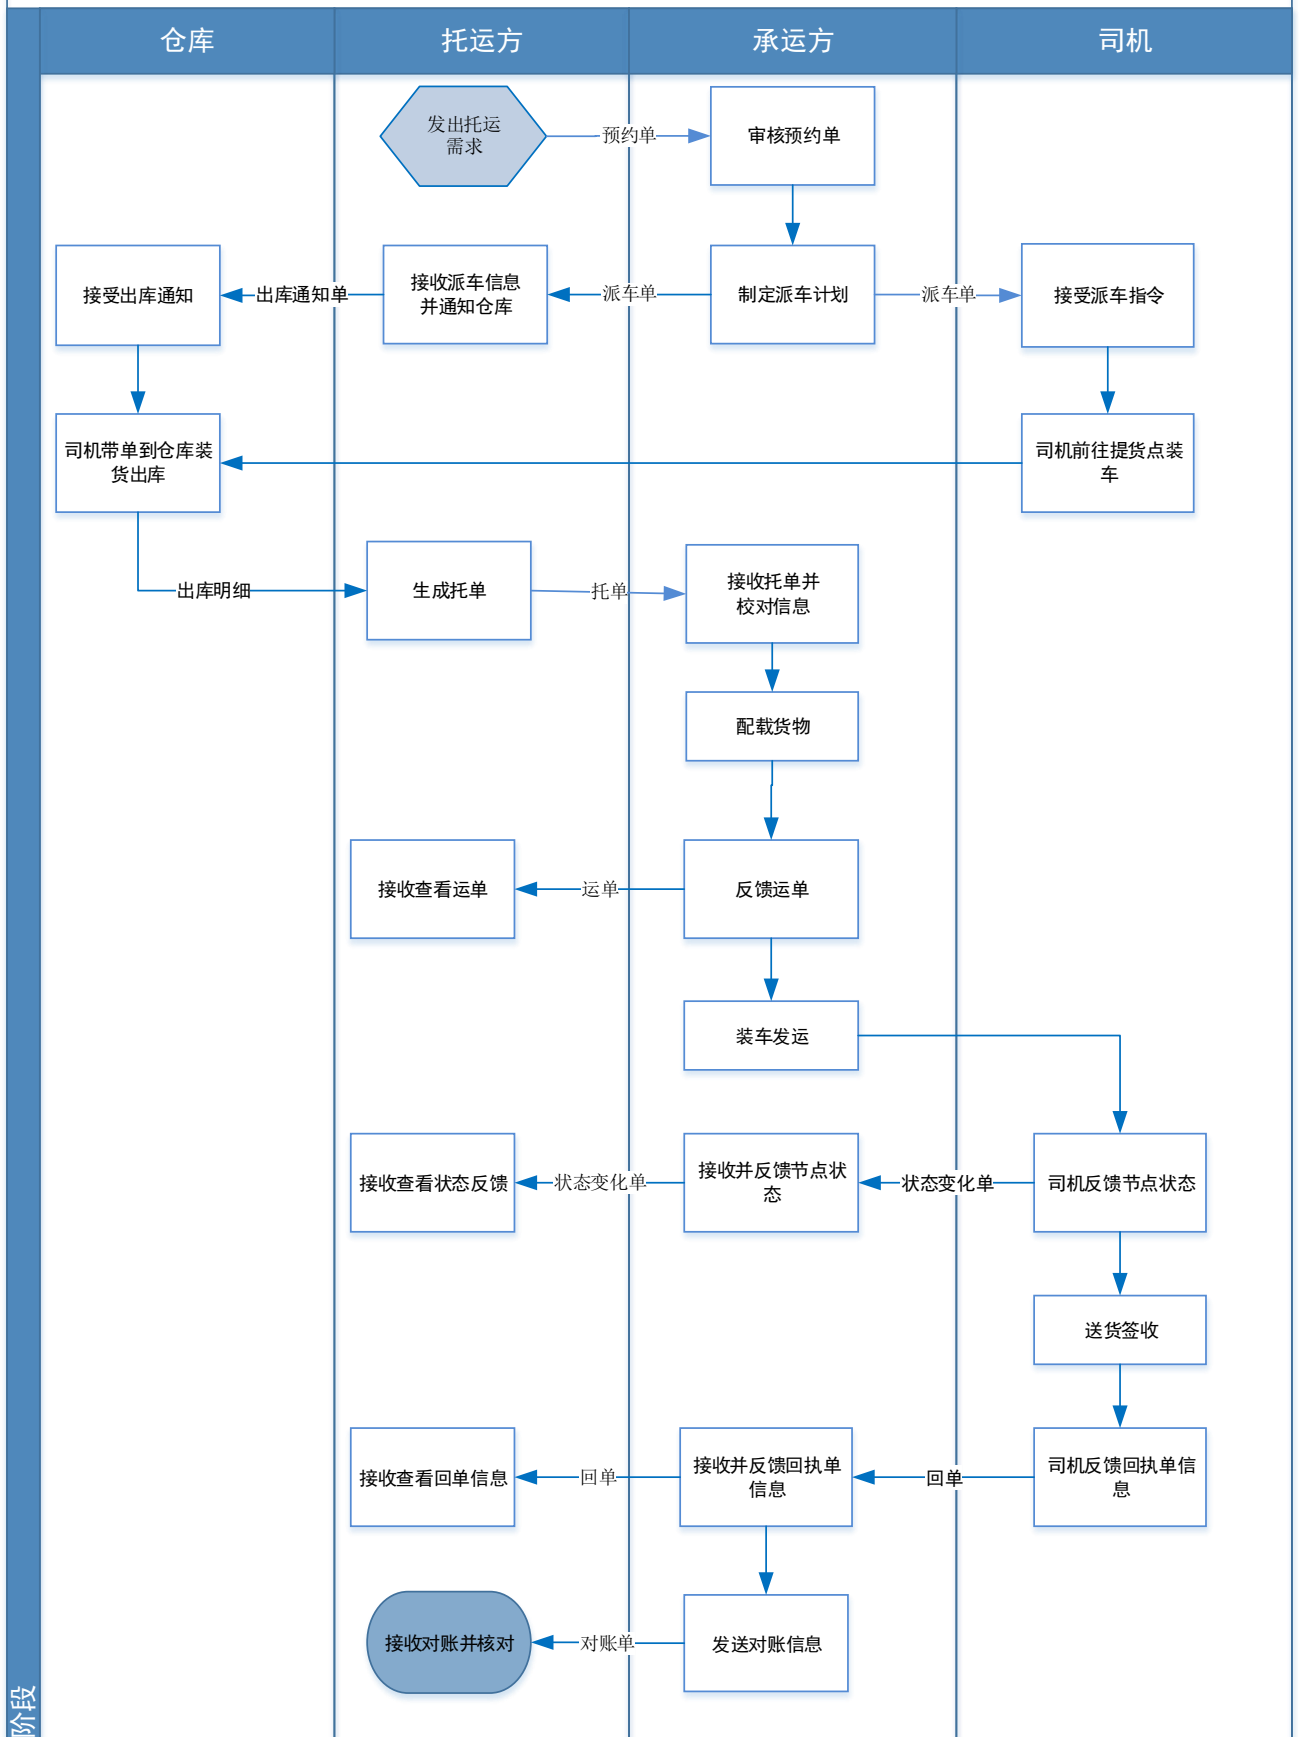 仓库
托运方
承运方
司机
发出托运
需求
预约单
审核预约单
接受出库通知
出库通知单
接收派车信息
并通知仓库
派车单
制定派车计划
派车单
接受派车指令
司机带单到仓库装
货出库
司机前往提货点装
车
出库明细
生成托单
托单
接收托单并
校对信息
配载货物
接收查看运单
运单
反馈运单
装车发运
接收查看状态反馈
状态变化单
接收并反馈节点状
态
状态变化单
司机反馈节点状态
送货签收
接收查看回单信息
回单
接收并反馈回执单
信息
回单
司机反馈回执单信
息
接收对账并核对
对账单
发送对账信息
阶段